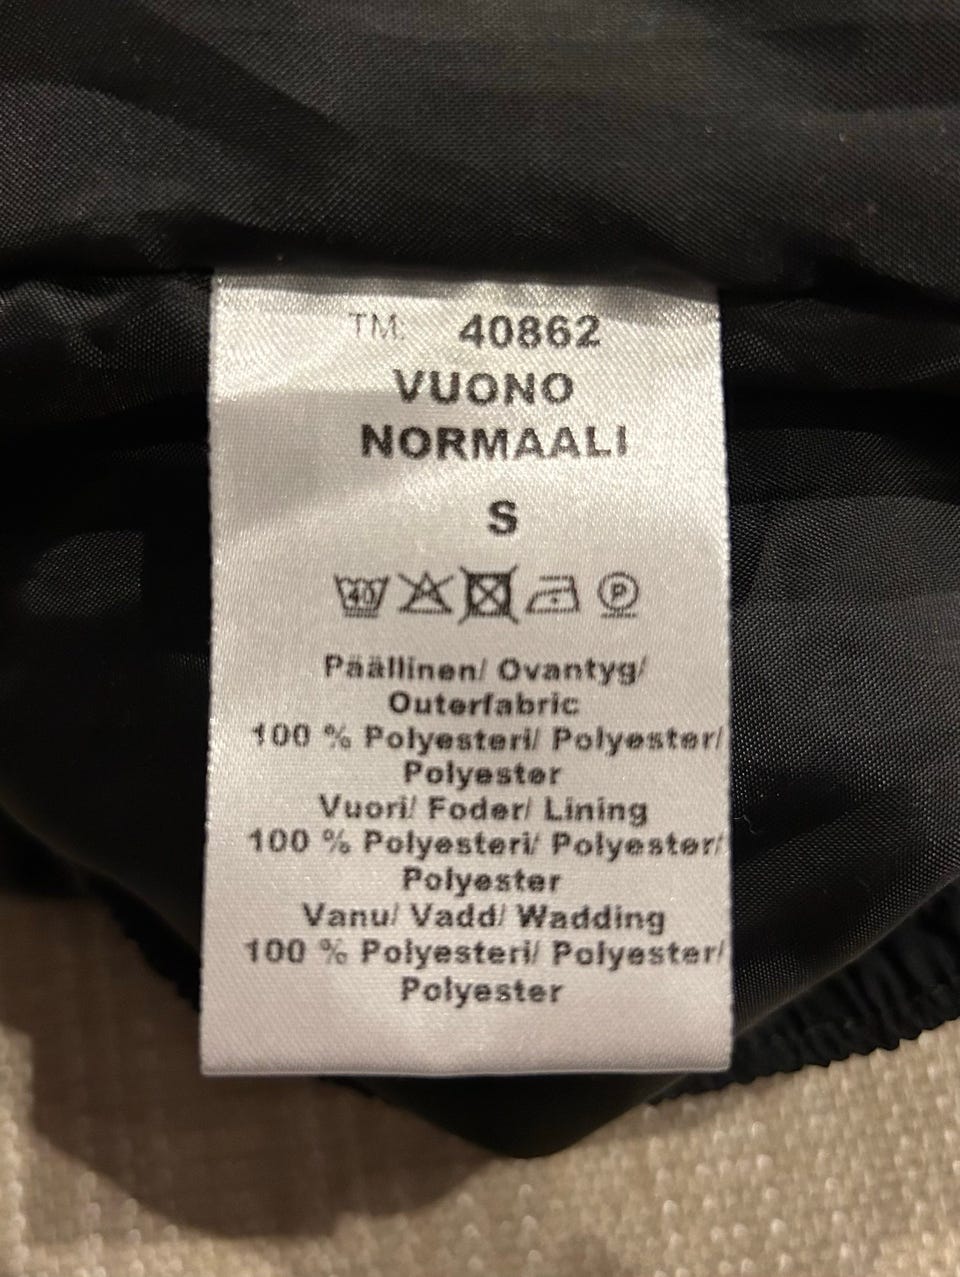 TM. 40862
VUONO
NORMAALI
S
40 P
Päällinen/ Ovantyg/
Outerfabric
100 % Polyesteri/ Polyester/
Polyester
Vuori/ Foder/ Lining
100 % Polyesteri/ Polyester/
Polyester
Vanu/ Vadd/ Wadding
100 % Polyesteri/ Polyester/
Polyester